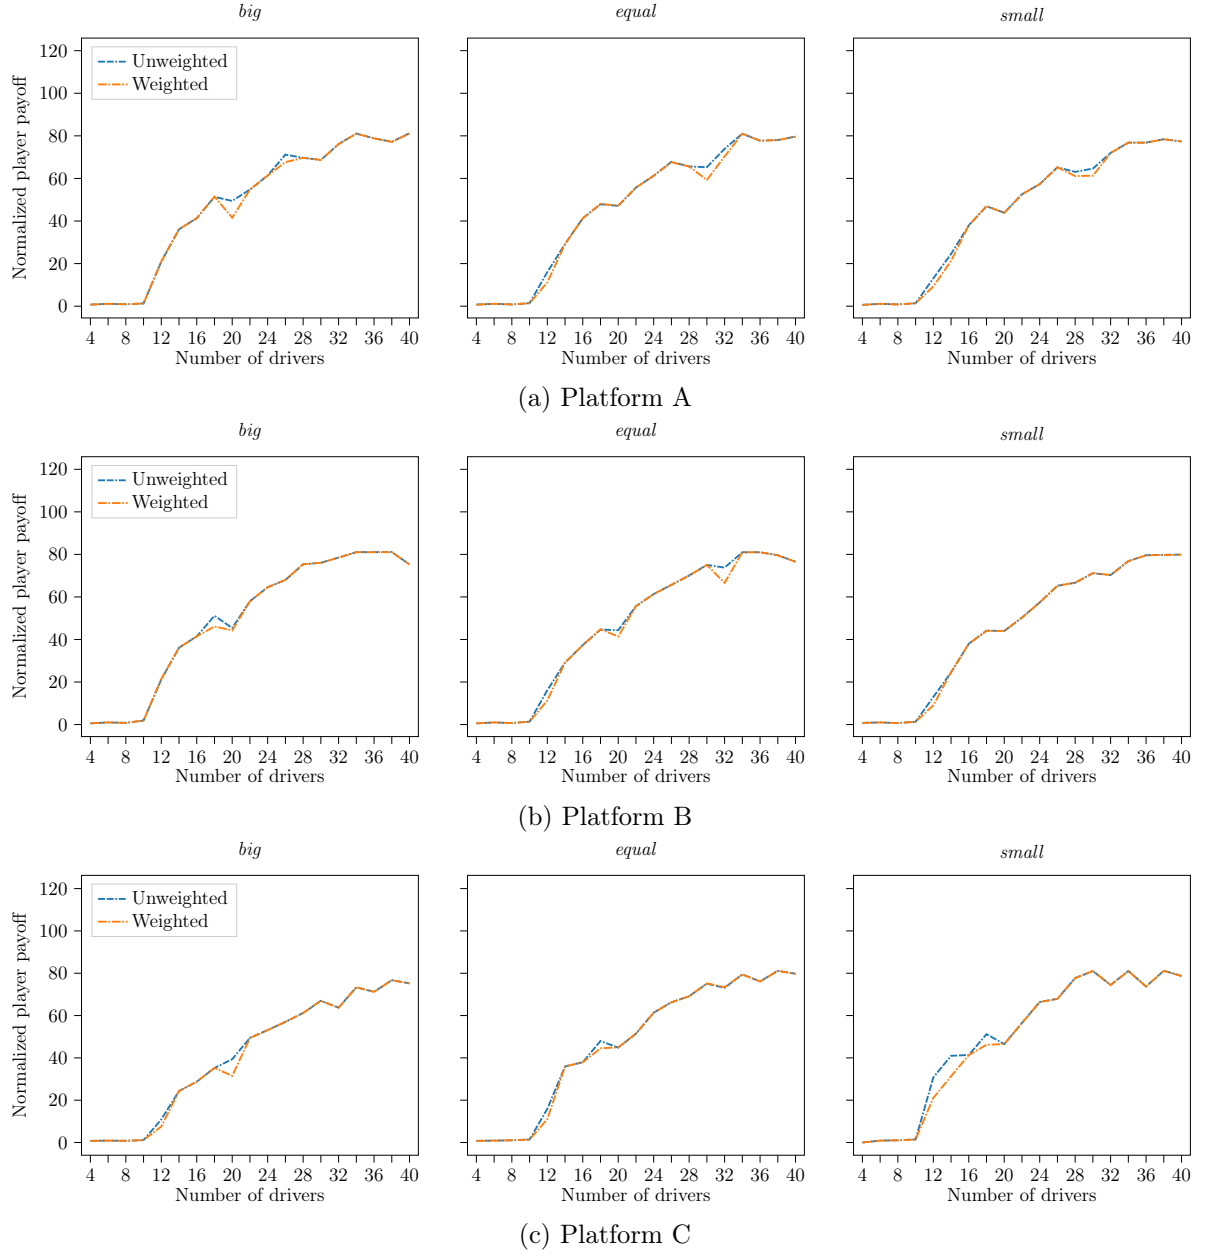 big equal small
120
100
80
60
40
20
0
Normalized player payoff
Unweighted
Weighted
4 8 12 16 20 24 28 32 36 40
4 8 12 16 20 24 28 32 36 40
4 8 12 16 20 24 28 32 36 40
Number of drivers Number of drivers Number of drivers
(a) Platform A
big equal small
120
100
80
60
40
20
0
Normalized player payoff
Unweighted
Weighted
4 8 12 16 20 24 28 32 36 40
4 8 12 16 20 24 28 32 36 40
4 8 12 16 20 24 28 32 36 40
Number of drivers Number of drivers Number of drivers
(b) Platform B
big equal small
120
100
80
60
40
20
0
Normalized player payoff
Unweighted
Weighted
4 8 12 16 20 24 28 32 36 40
4 8 12 16 20 24 28 32 36 40
4 8 12 16 20 24 28 32 36 40
Number of drivers Number of drivers Number of drivers
(c) Platform C